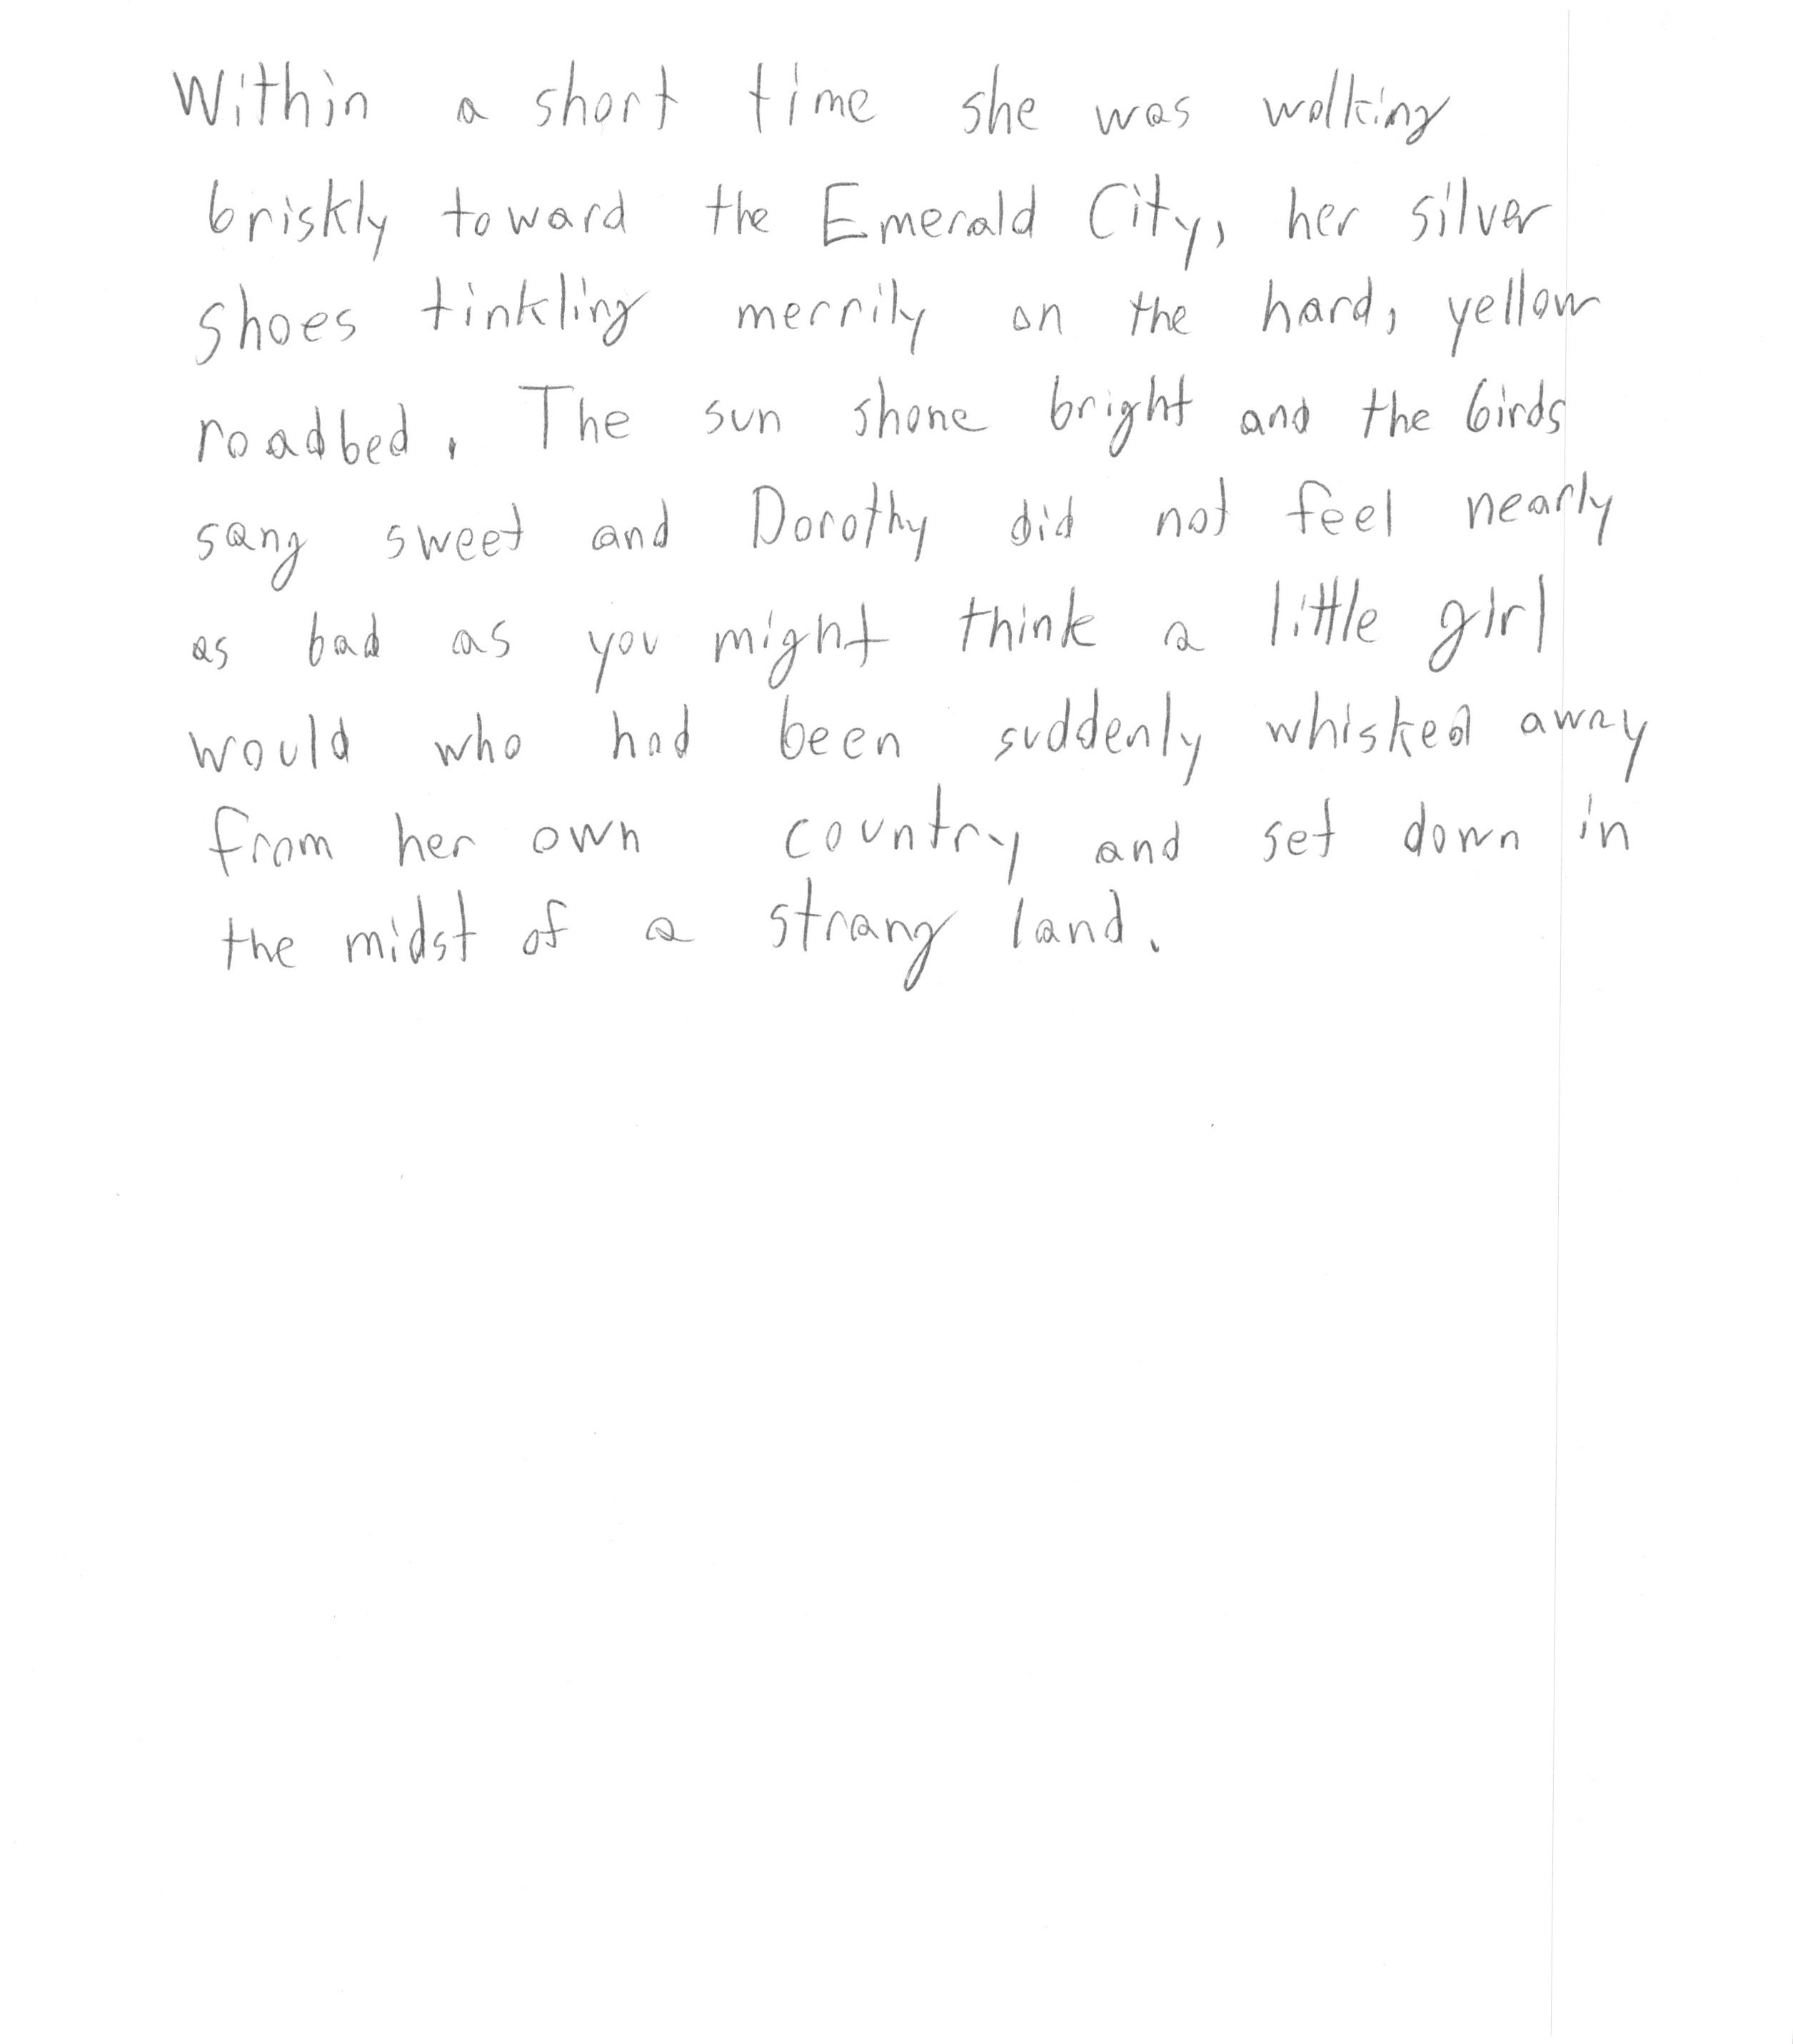 Within a short time she was walking
briskly toward the Emerald City, her silver
shoes tinkling merrily on the hard, yellow
roadbed. The sun shone bright and the birds
sang sweet and Dorothy did not feel nearly
as bad as you might think a little girl
would who had been suddenly whisked away
from her own country and set down in
the midst of a strang land.